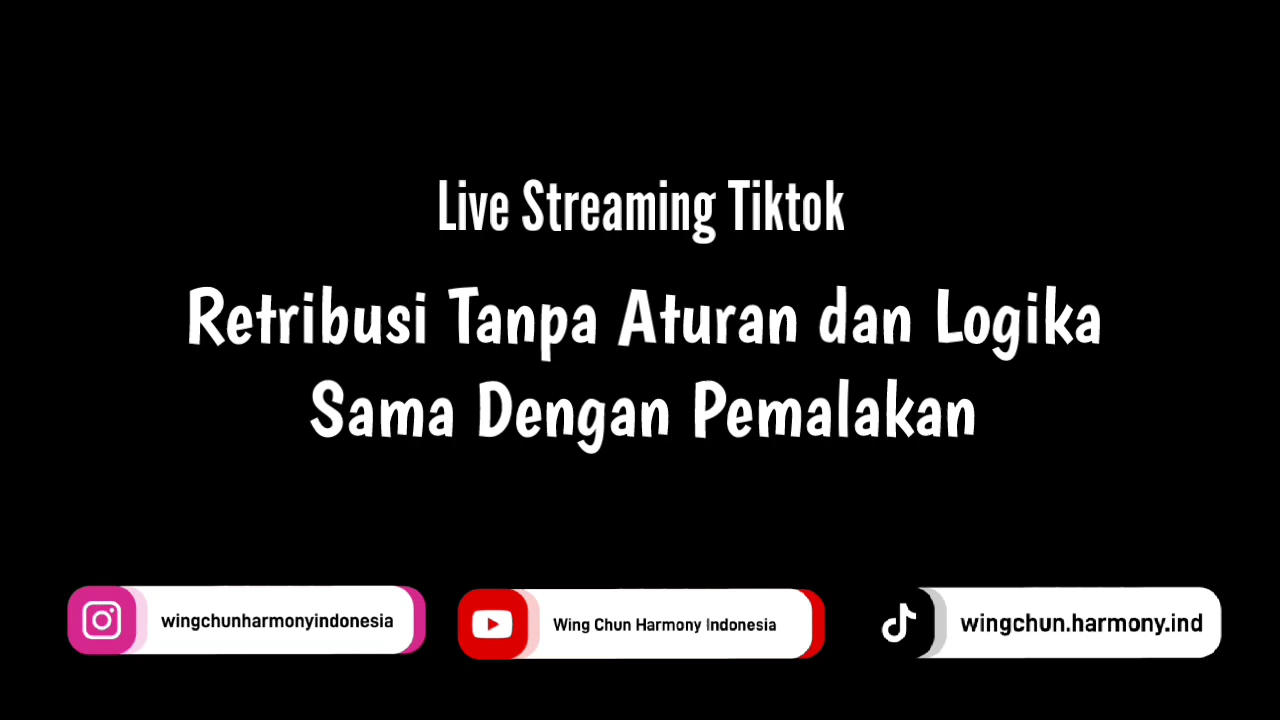 Live Streaming Tiktok
Retribusi Tanpa Aturan dan Logika
Sama Dengan Pemalakan
wingchunharmonyindonesia
Wing Chun Harmony Indonesia
wingchun.harmony.ind